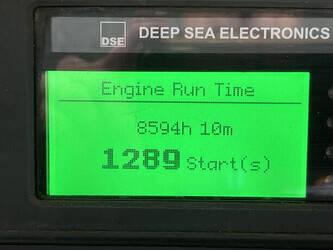 DSE DEEP SEA ELECTRONICS
Engine Run Time
8594h 10m
1289 Start(s)